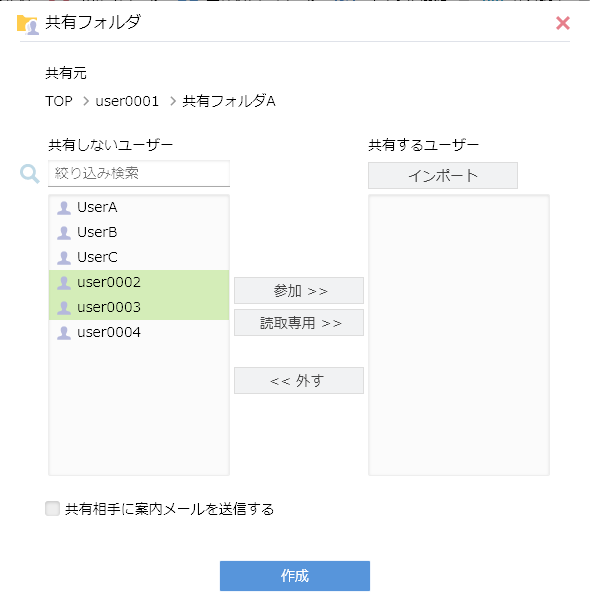 共有フォルダ
共有元
TOP > user0001 > 共有フォルダA
共有しないユーザー
共有するユーザー
絞り込み検索
インポート
UserA
UserB
UserC
user0002
user0003
user0004
参加 >>
読取専用 >>
<< 外す
共有相手に案内メールを送信する
作成